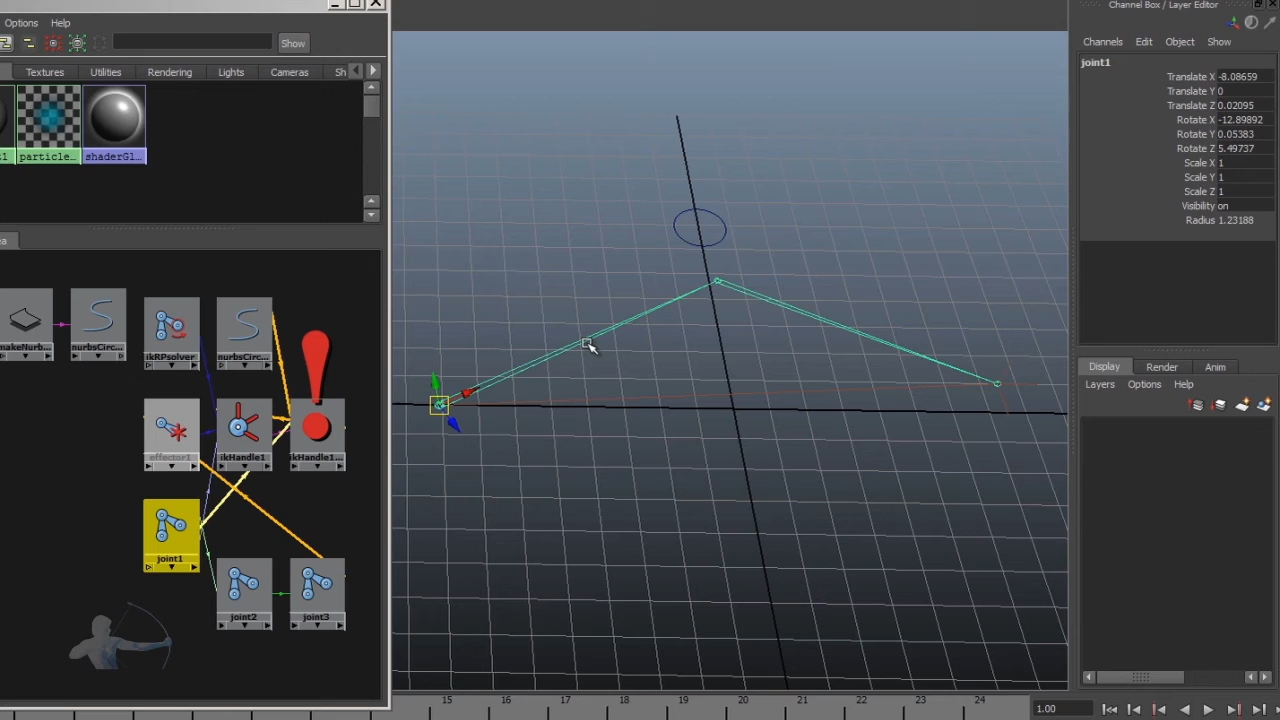 Channel Box / Layer Editor
Options Help
Show
Channels Edit Object Show
Textures Utilities Rendering Lights Cameras Sh
joint1
Translate X -8.08659
Translate Y 0
Translate Z 0.02095
Rotate X -12.89892
Rotate Y 0.05383
Rotate Z 5.49737
Scale X 1
Scale Y 1
Scale Z 1
Visibility on
Radius 1.23188
particle... shaderGl...
makeNurb... nurbsCirc...
ikRPsolver nurbsCirc...
effector1 ikHandle1 ikHandle1...
joint1
joint2 joint3
Display Render Anim
Layers Options Help
15 16 17 18 19 20 21 22 23 24
1.00